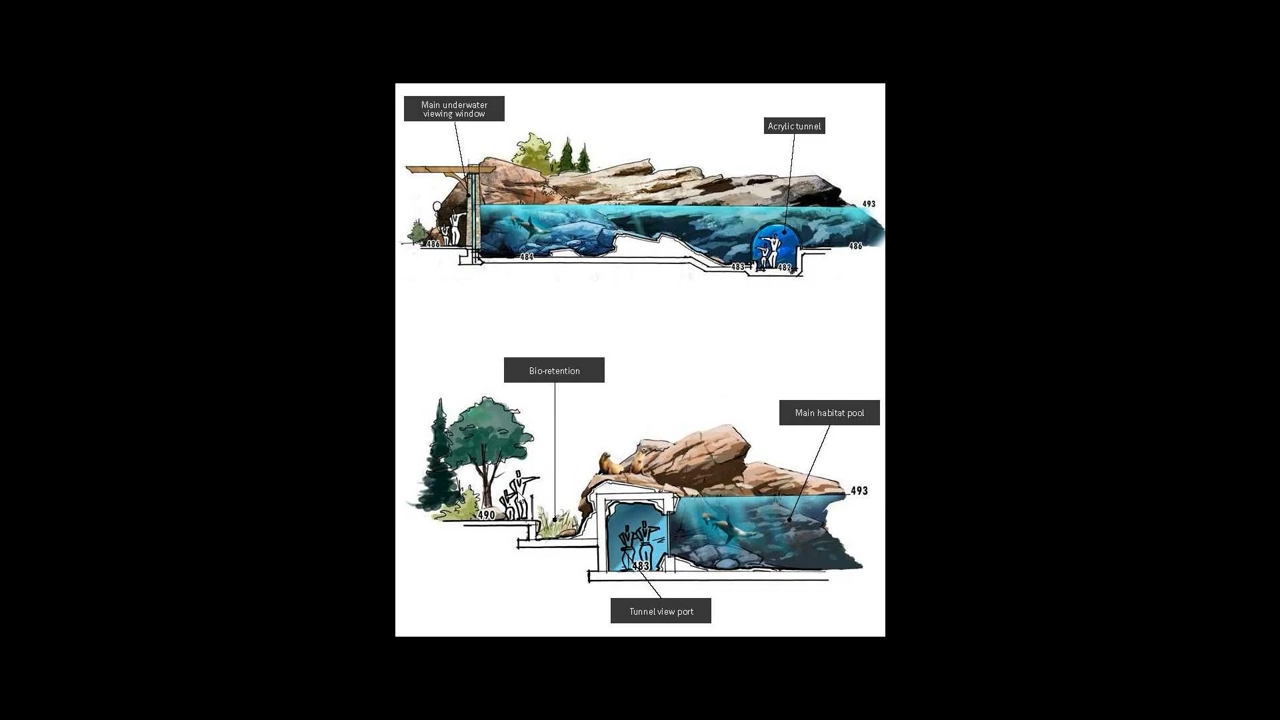 Main underwater
viewing window
Acrylic tunnel
493
486
486
484
483
483
Bio-retention
Main habitat pool
493
490
483
Tunnel view port